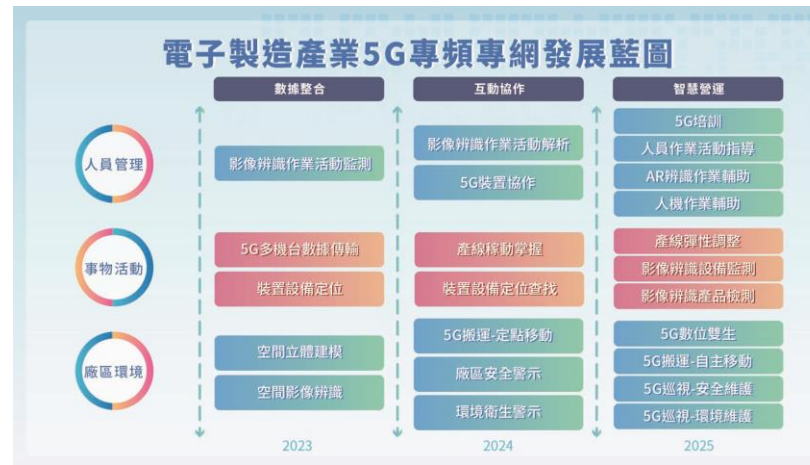 電子製造產業5G專頻專網發展藍圖
數據整合
互動協作
智慧營運
人員管理
影像辨識作業活動監測
影像辨識作業活動解析
5G裝置協作
5G培訓
人員作業活動指導
AR辨識作業輔助
人機作業輔助
事物活動
5G多機台數據傳輸
裝置設備定位
產線稼動掌握
裝置設備定位查找
產線彈性調整
影像辨識設備監測
影像辨識產品檢測
廠區環境
空間立體建模
空間影像辨識
5G搬運-定點移動
廠區安全警示
環境衛生警示
5G數位雙生
5G搬運-自主移動
5G巡視-安全維護
5G巡視-環境維護
2023
2024
2025